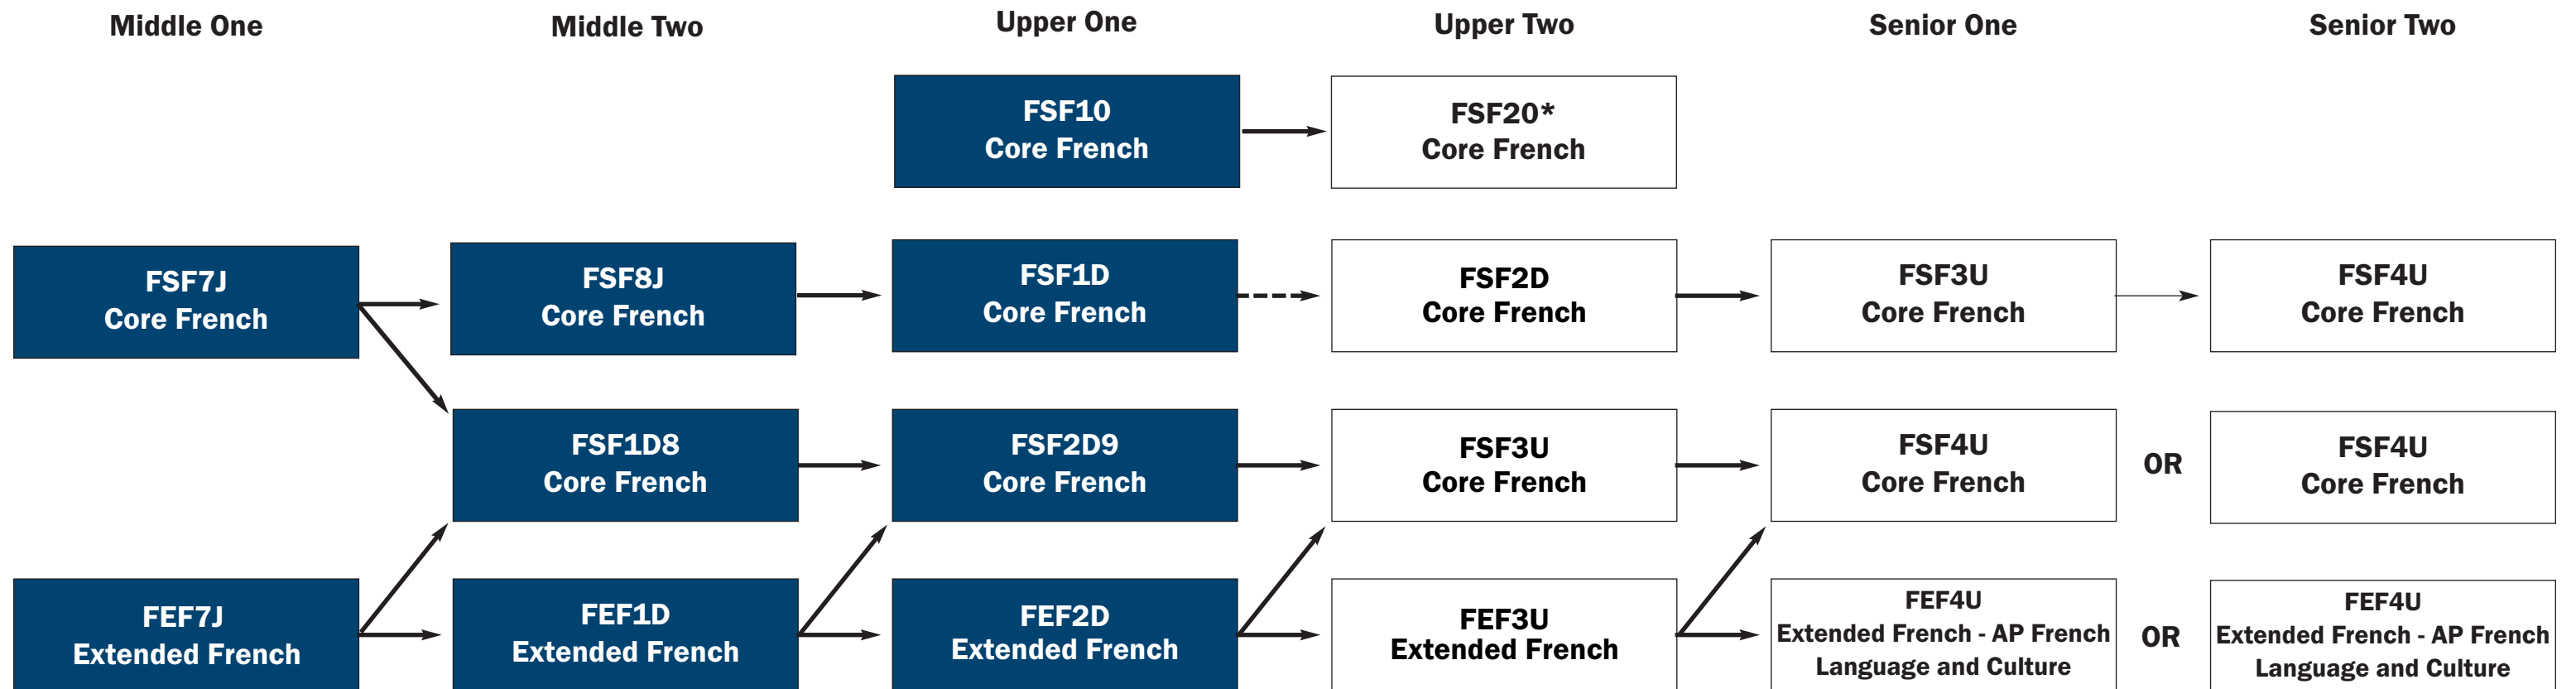 Middle One
Middle Two
Upper One
Upper Two
Senior One
Senior Two
FSF10
Core French
FSF20*
Core French
FSF7J
Core French
FSF8J
Core French
FSF1D
Core French
FSF2D
Core French
FSF3U
Core French
FSF4U
Core French
FSF1D8
Core French
FSF2D9
Core French
FSF3U
Core French
FSF4U
Core French
OR
FSF4U
Core French
FEF7J
Extended French
FEF1D
Extended French
FEF2D
Extended French
FEF3U
Extended French
FEF4U
Extended French - AP French
Language and Culture
OR
FEF4U
Extended French - AP French
Language and Culture